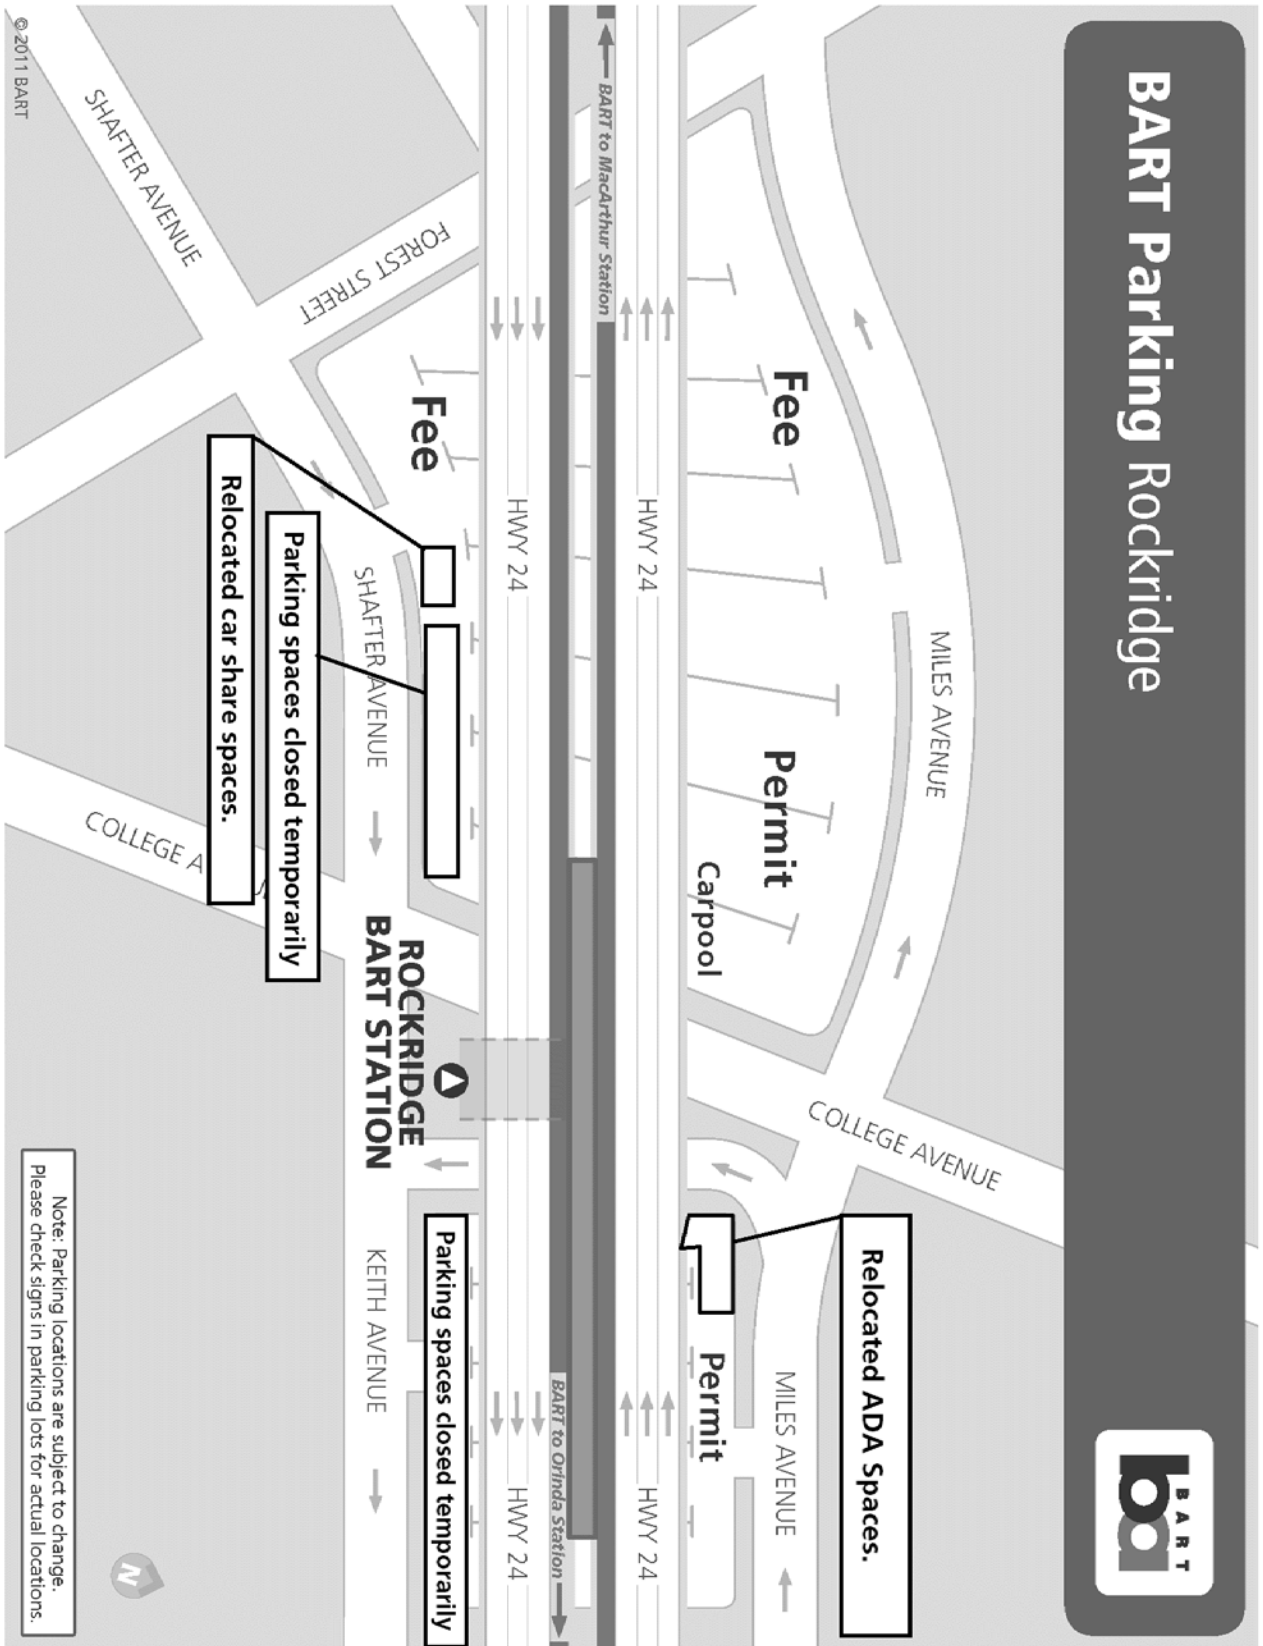 BART Parking Rockridge
BART
ba
MILES AVENUE
COLLEGE AVENUE
Relocated ADA Spaces.
MILES AVENUE
Fee
Permit
Carpool
Permit
HWY 24
HWY 24
BART to MacArthur Station
BART to Orinda Station
HWY 24
HWY 24
Fee
Parking spaces closed temporarily
FOREST STREET
ROCKRIDGE
BART STATION
SHAFTER AVENUE
KEITH AVENUE
Parking spaces closed temporarily
Relocated car share spaces.
SHAFTER AVENUE
COLLEGE A
N
Note: Parking locations are subject to change.
Please check signs in parking lots for actual locations.
© 2011 BART